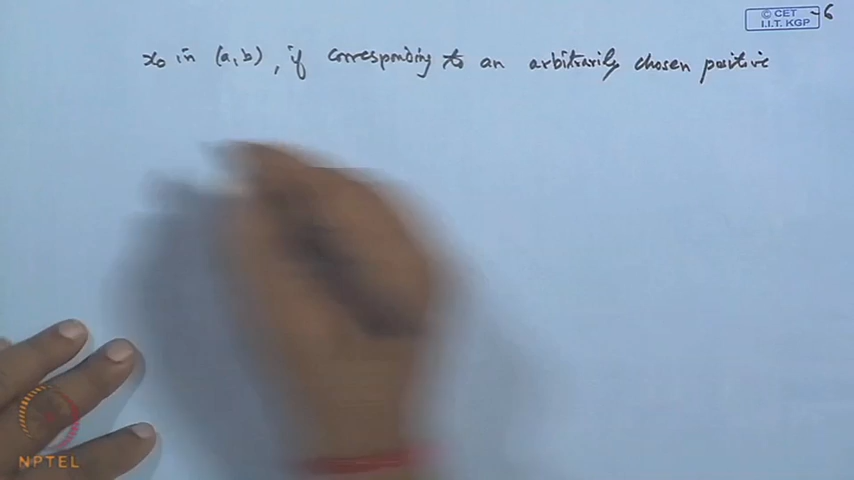 © CET
I.I.T. KGP
-6
x₀ in (a, b), if corresponding to an arbitrarily chosen positive
NPTEL